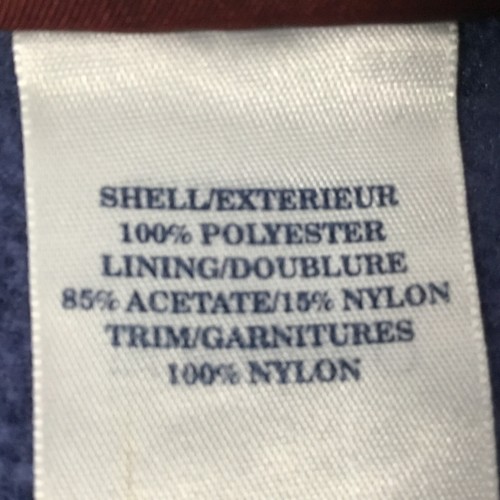 SHELL/EXTERIEUR
100% POLYESTER
LINING/DOUBLURE
85% ACETATE/15% NYLON
TRIM/GARNITURES
100% NYLON